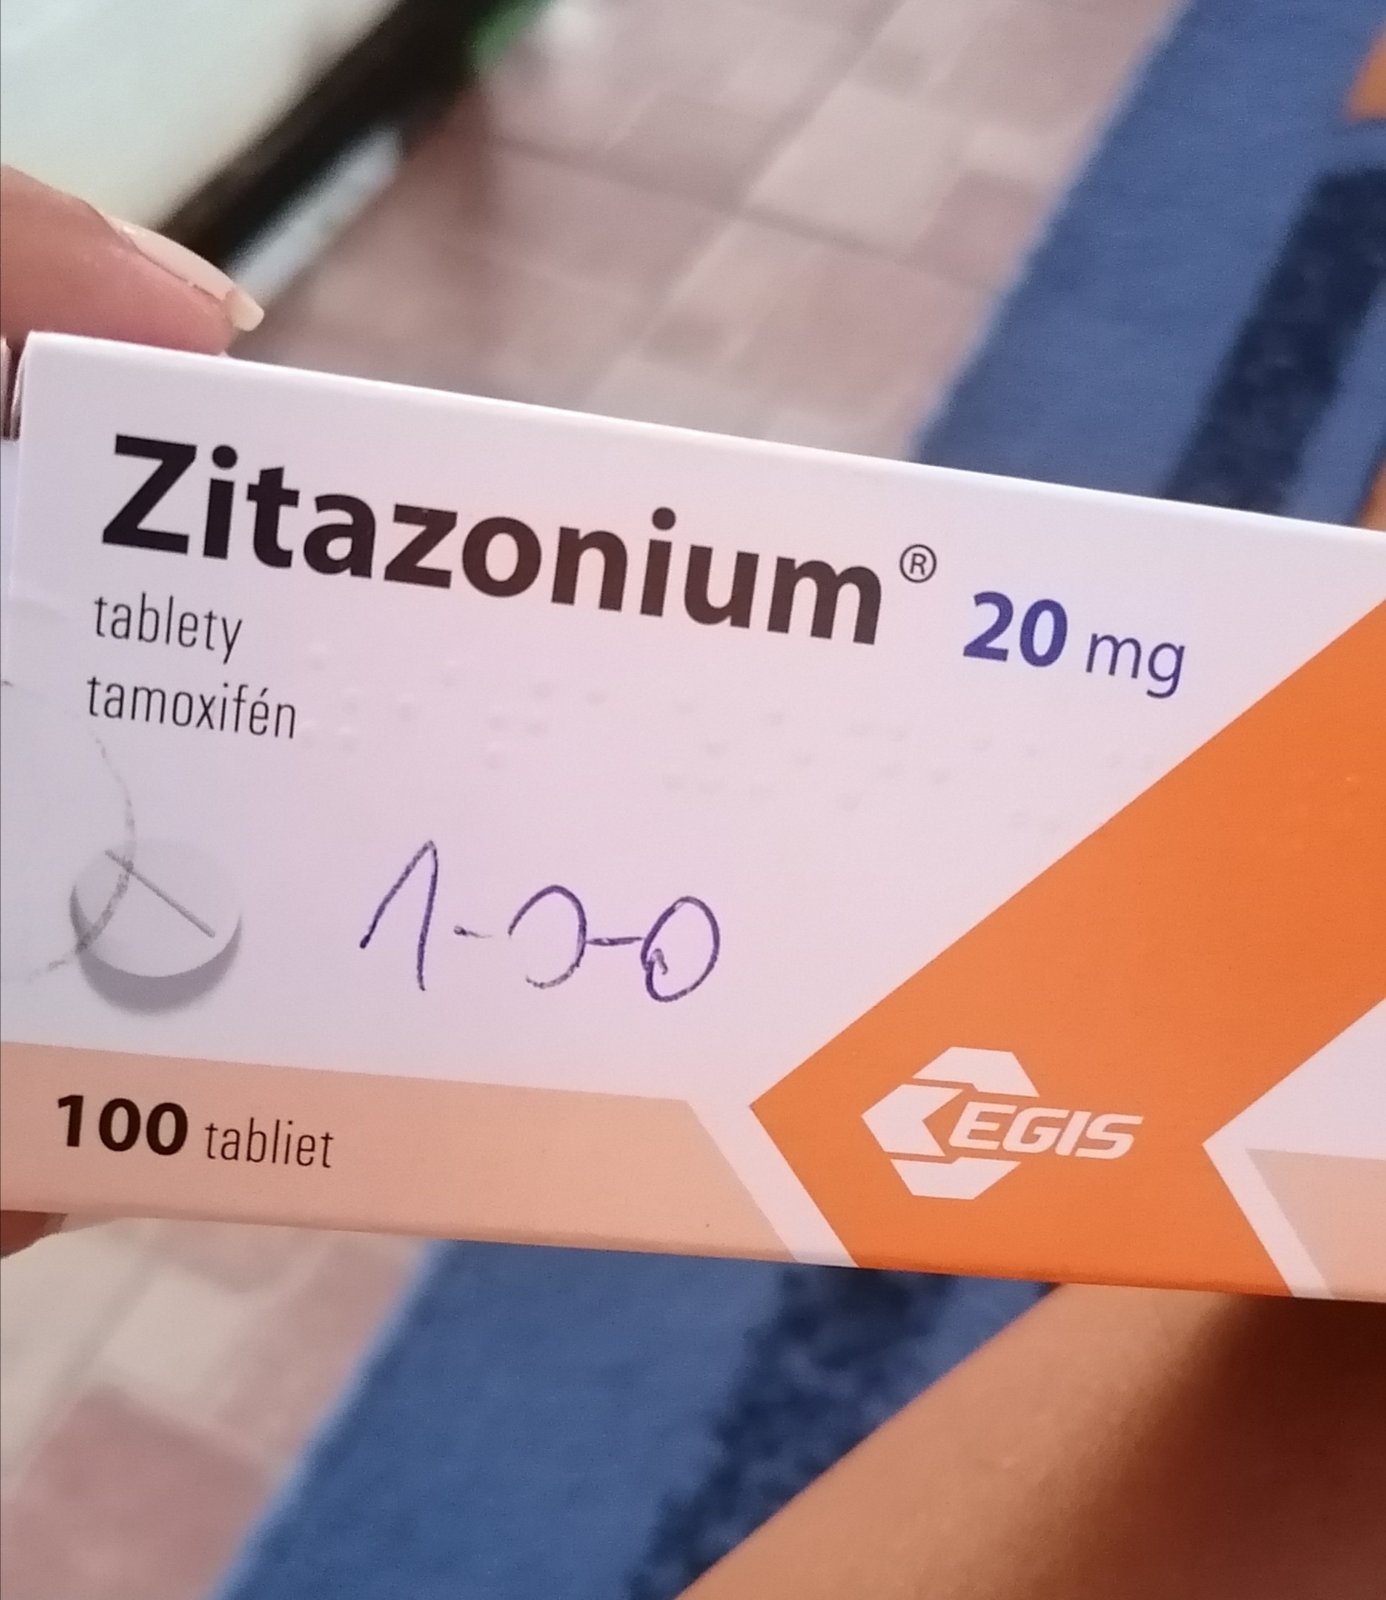 Zitazonium® 20 mg
tablety
tamoxifén
1-0-0
100 tabliet
EGIS